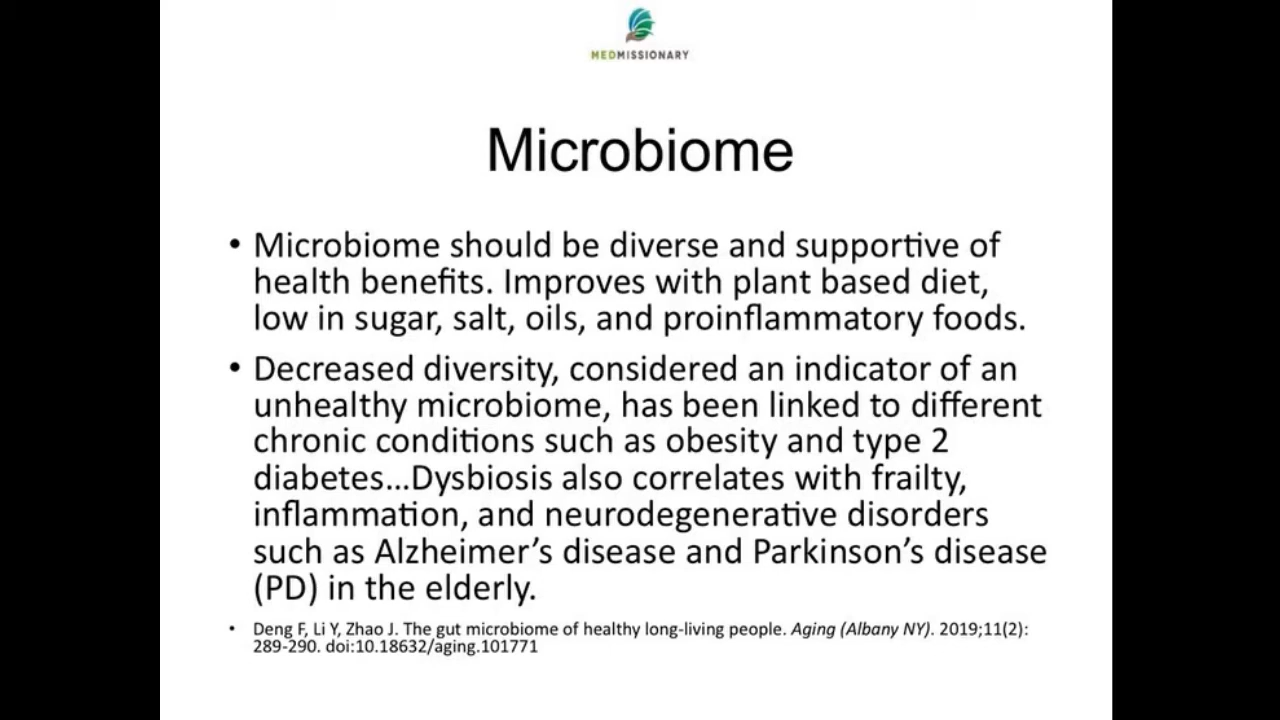 MEDMISSIONARY
Microbiome
• Microbiome should be diverse and supportive of
health benefits. Improves with plant based diet,
low in sugar, salt, oils, and proinflammatory foods.
• Decreased diversity, considered an indicator of an
unhealthy microbiome, has been linked to different
chronic conditions such as obesity and type 2
diabetes...Dysbiosis also correlates with frailty,
inflammation, and neurodegenerative disorders
such as Alzheimer's disease and Parkinson's disease
(PD) in the elderly.
• Deng F, Li Y, Zhao J. The gut microbiome of healthy long-living people. Aging (Albany NY). 2019;11(2):
289-290. doi:10.18632/aging.101771